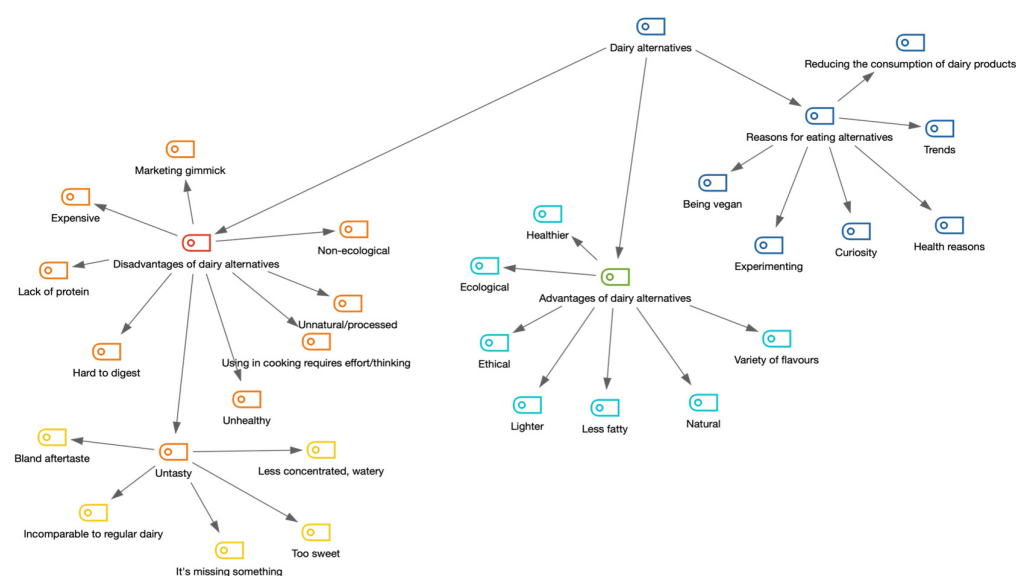 Dairy alternatives
Reducing the consumption of dairy products
Reasons for eating alternatives
Trends
Being vegan
Experimenting
Curiosity
Health reasons
Marketing gimmick
Expensive
Non-ecological
Disadvantages of dairy alternatives
Lack of protein
Unnatural/processed
Using in cooking requires effort/thinking
Hard to digest
Unhealthy
Healthier
Ecological
Advantages of dairy alternatives
Ethical
Variety of flavours
Lighter
Less fatty
Natural
Bland aftertaste
Untasty
Less concentrated, watery
Incomparable to regular dairy
Too sweet
It's missing something